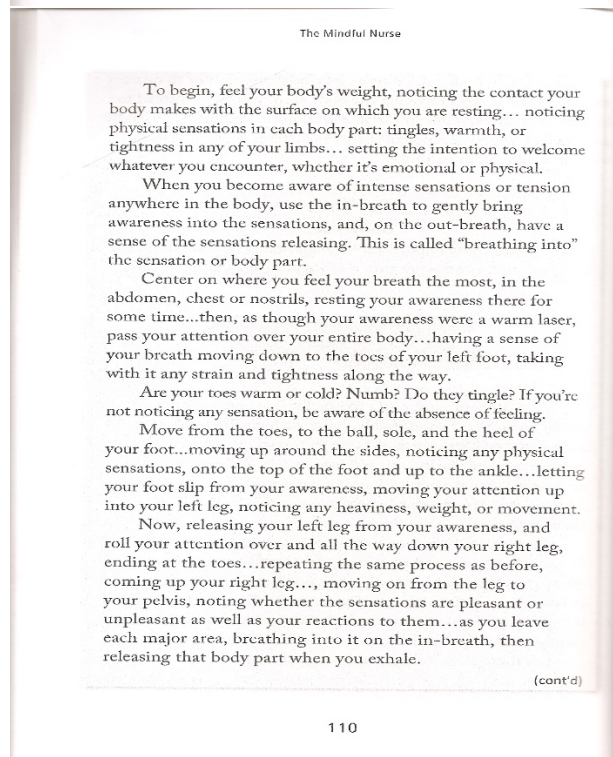 The Mindful Nurse
To begin, feel your body's weight, noticing the contact your
body makes with the surface on which you are resting... noticing
physical sensations in each body part: tingles, warmth, or
tightness in any of your limbs... setting the intention to welcome
whatever you encounter, whether it's emotional or physical.
When you become aware of intense sensations or tension
anywhere in the body, use the in-breath to gently bring
awareness into the sensations, and, on the out-breath, have a
sense of the sensations releasing. This is called "breathing into"
the sensation or body part.
Center on where you feel your breath the most, in the
abdomen, chest or nostrils, resting your awareness there for
some time...then, as though your awareness were a warm laser,
pass your attention over your entire body...having a sense of
your breath moving down to the toes of your left foot, taking
with it any strain and tightness along the way.
Are your toes warm or cold? Numb? Do they tingle? If you're
not noticing any sensation, be aware of the absence of feeling.
Move from the toes, to the ball, sole, and the heel of
your foot...moving up around the sides, noticing any physical
sensations, onto the top of the foot and up to the ankle...letting
your foot slip from your awareness, moving your attention up
into your left leg, noticing any heaviness, weight, or movement.
Now, releasing your left leg from your awareness, and
roll your attention over and all the way down your right leg,
ending at the toes...repeating the same process as before,
coming up your right leg..., moving on from the leg to
your pelvis, noting whether the sensations are pleasant or
unpleasant as well as your reactions to them...as you leave
each major area, breathing into it on the in-breath, then
releasing that body part when you exhale.
(cont'd)
110